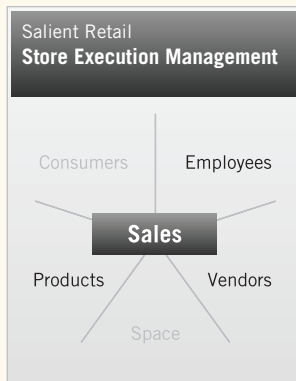 Salient Retail
Store Execution Management
Consumers
Employees
Sales
Products
Vendors
Space